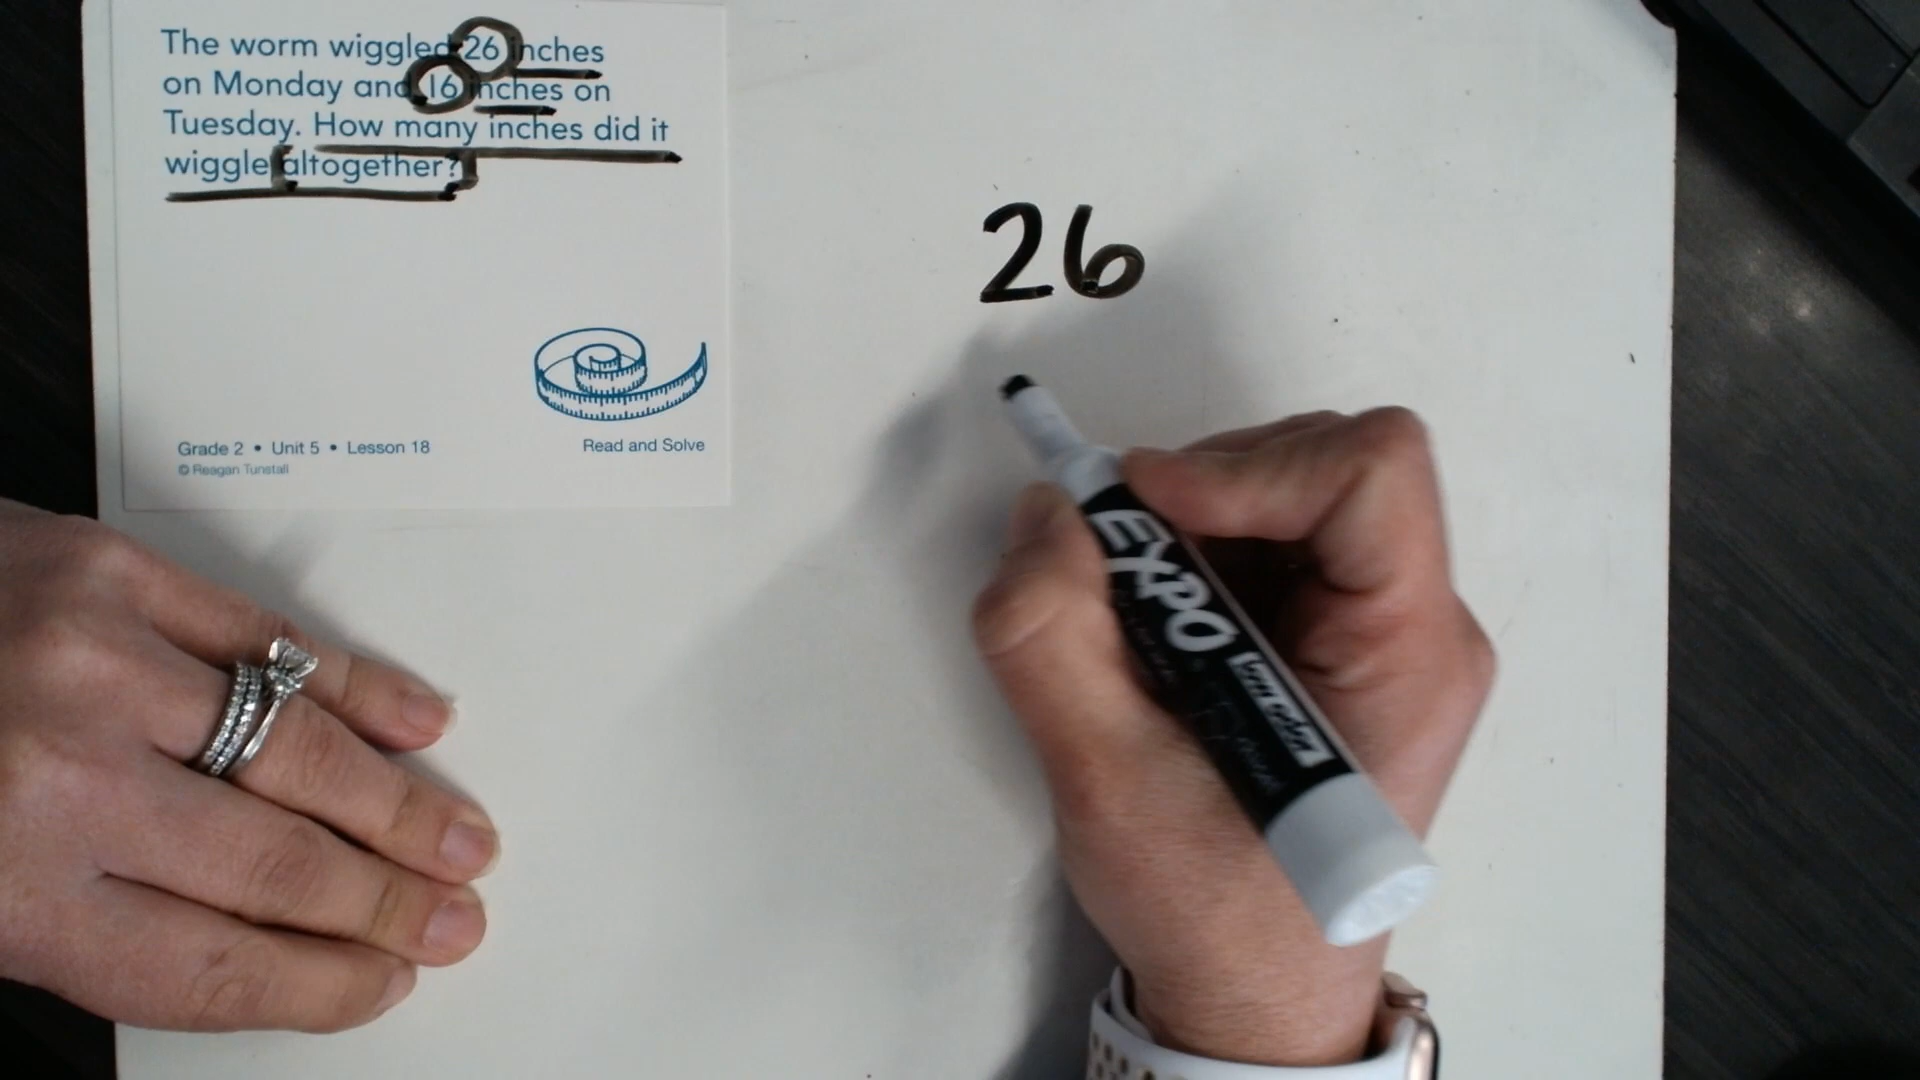 The worm wiggled 26 inches
on Monday and 16 inches on
Tuesday. How many inches did it
wiggle altogether?
Grade 2 • Unit 5 • Lesson 18
© Reagan Tunstall
Read and Solve
26
EXPO